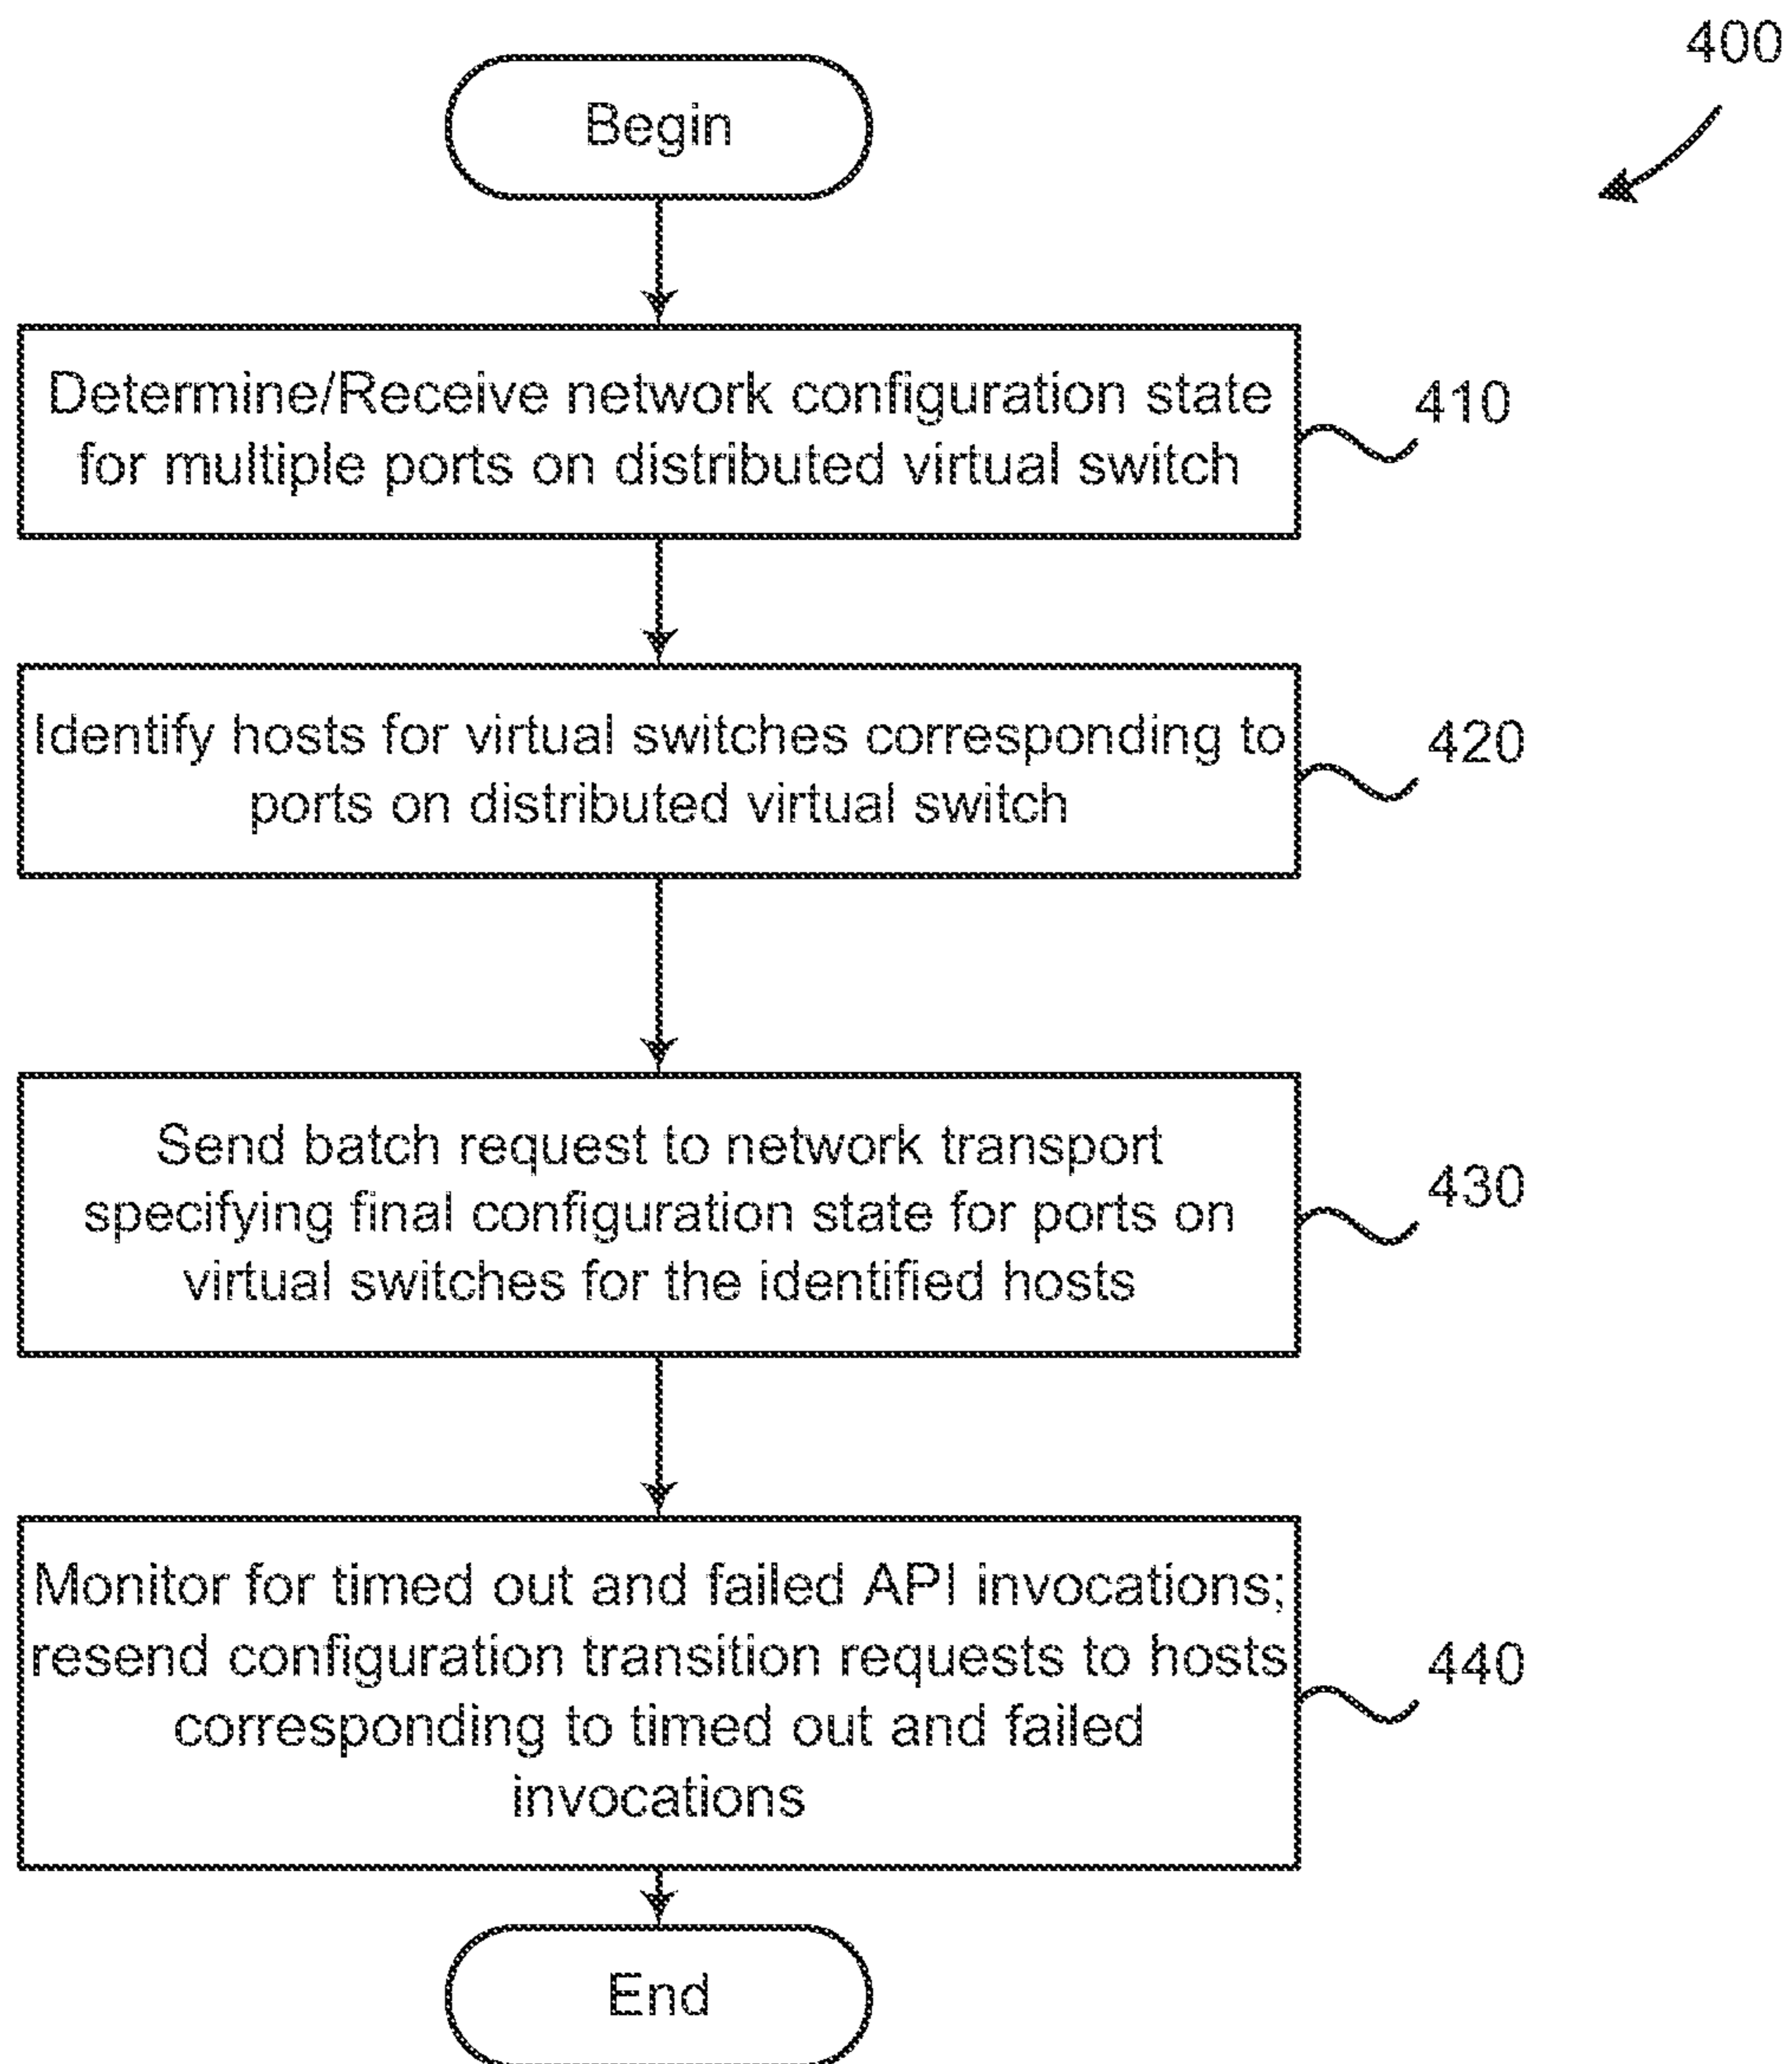 400
Begin
Determine/Receive network configuration state
for multiple ports on distributed virtual switch
410
Identify hosts for virtual switches corresponding to
ports on distributed virtual switch
420
Send batch request to network transport
specifying final configuration state for ports on
virtual switches for the identified hosts
430
Monitor for timed out and failed API invocations;
resend configuration transition requests to hosts
corresponding to timed out and failed
invocations
440
End